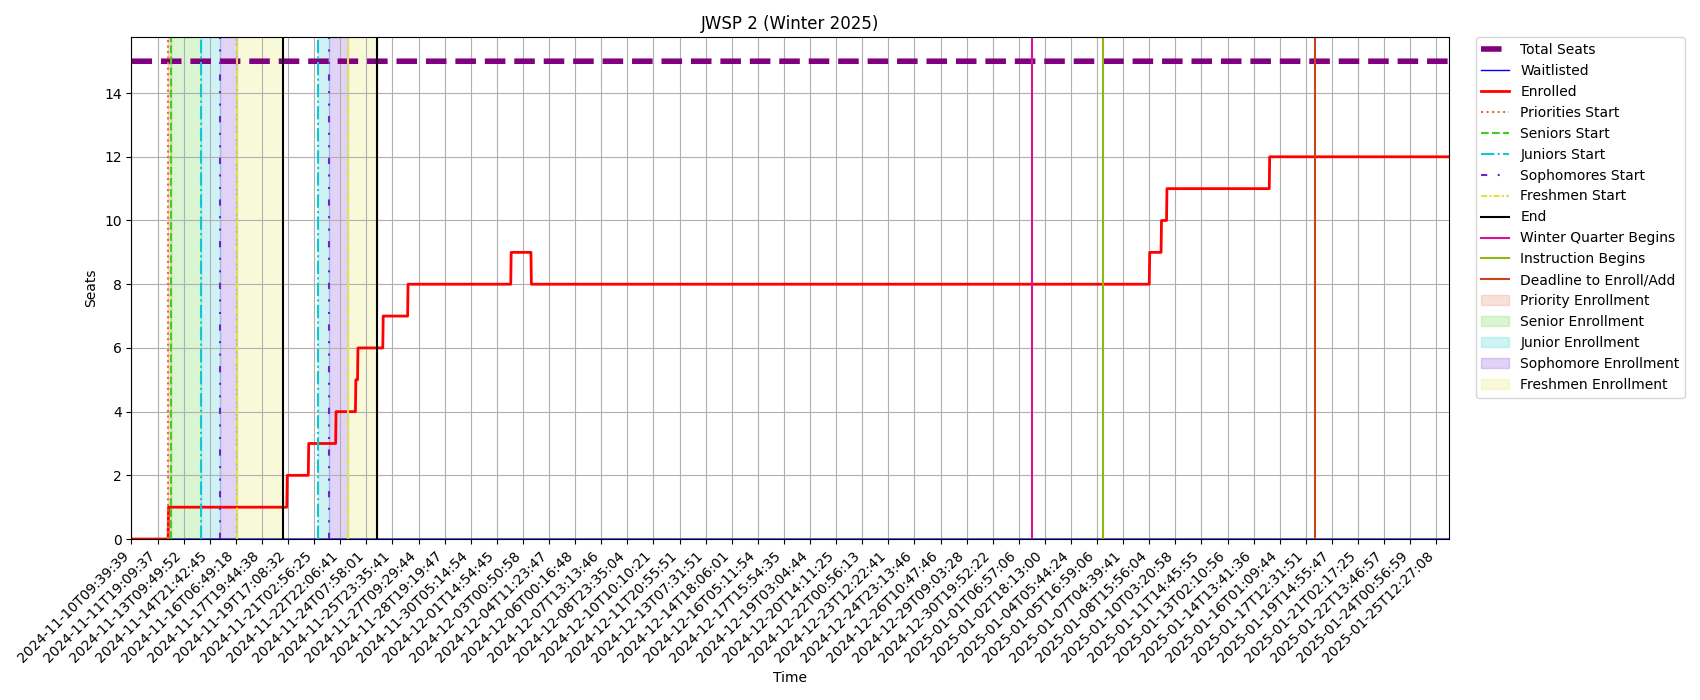 JWSP 2 (Winter 2025)
Seats
14
12
10
8
6
4
2
0
2024-11-10T09:39:39
2024-11-11T19:09:37
2024-11-13T09:49:52
2024-11-14T21:42:45
2024-11-16T06:49:18
2024-11-17T19:44:38
2024-11-19T17:08:32
2024-11-21T02:56:25
2024-11-22T22:06:41
2024-11-24T07:58:01
2024-11-25T23:35:41
2024-11-27T09:29:44
2024-11-28T19:19:47
2024-11-30T05:14:54
2024-12-01T14:54:45
2024-12-03T00:50:58
2024-12-04T11:23:47
2024-12-06T00:16:48
2024-12-07T13:13:46
2024-12-08T23:35:04
2024-12-10T10:10:21
2024-12-11T20:55:51
2024-12-13T07:31:51
2024-12-14T18:06:01
2024-12-16T05:11:54
2024-12-17T15:54:35
2024-12-19T03:04:44
2024-12-20T14:11:25
2024-12-22T00:56:13
2024-12-23T12:22:41
2024-12-24T23:13:46
2024-12-26T10:47:46
2024-12-29T09:03:28
2024-12-30T19:52:22
2025-01-01T06:57:06
2025-01-02T18:13:00
2025-01-04T05:44:24
2025-01-05T16:59:06
2025-01-07T04:39:41
2025-01-08T15:56:04
2025-01-10T03:20:58
2025-01-11T14:45:55
2025-01-13T02:10:56
2025-01-14T13:41:36
2025-01-16T01:09:44
2025-01-17T12:31:51
2025-01-19T14:55:47
2025-01-21T02:17:25
2025-01-22T13:46:57
2025-01-24T00:56:59
2025-01-25T12:27:08
Time
Total Seats
Waitlisted
Enrolled
Priorities Start
Seniors Start
Juniors Start
Sophomores Start
Freshmen Start
End
Winter Quarter Begins
Instruction Begins
Deadline to Enroll/Add
Priority Enrollment
Senior Enrollment
Junior Enrollment
Sophomore Enrollment
Freshmen Enrollment